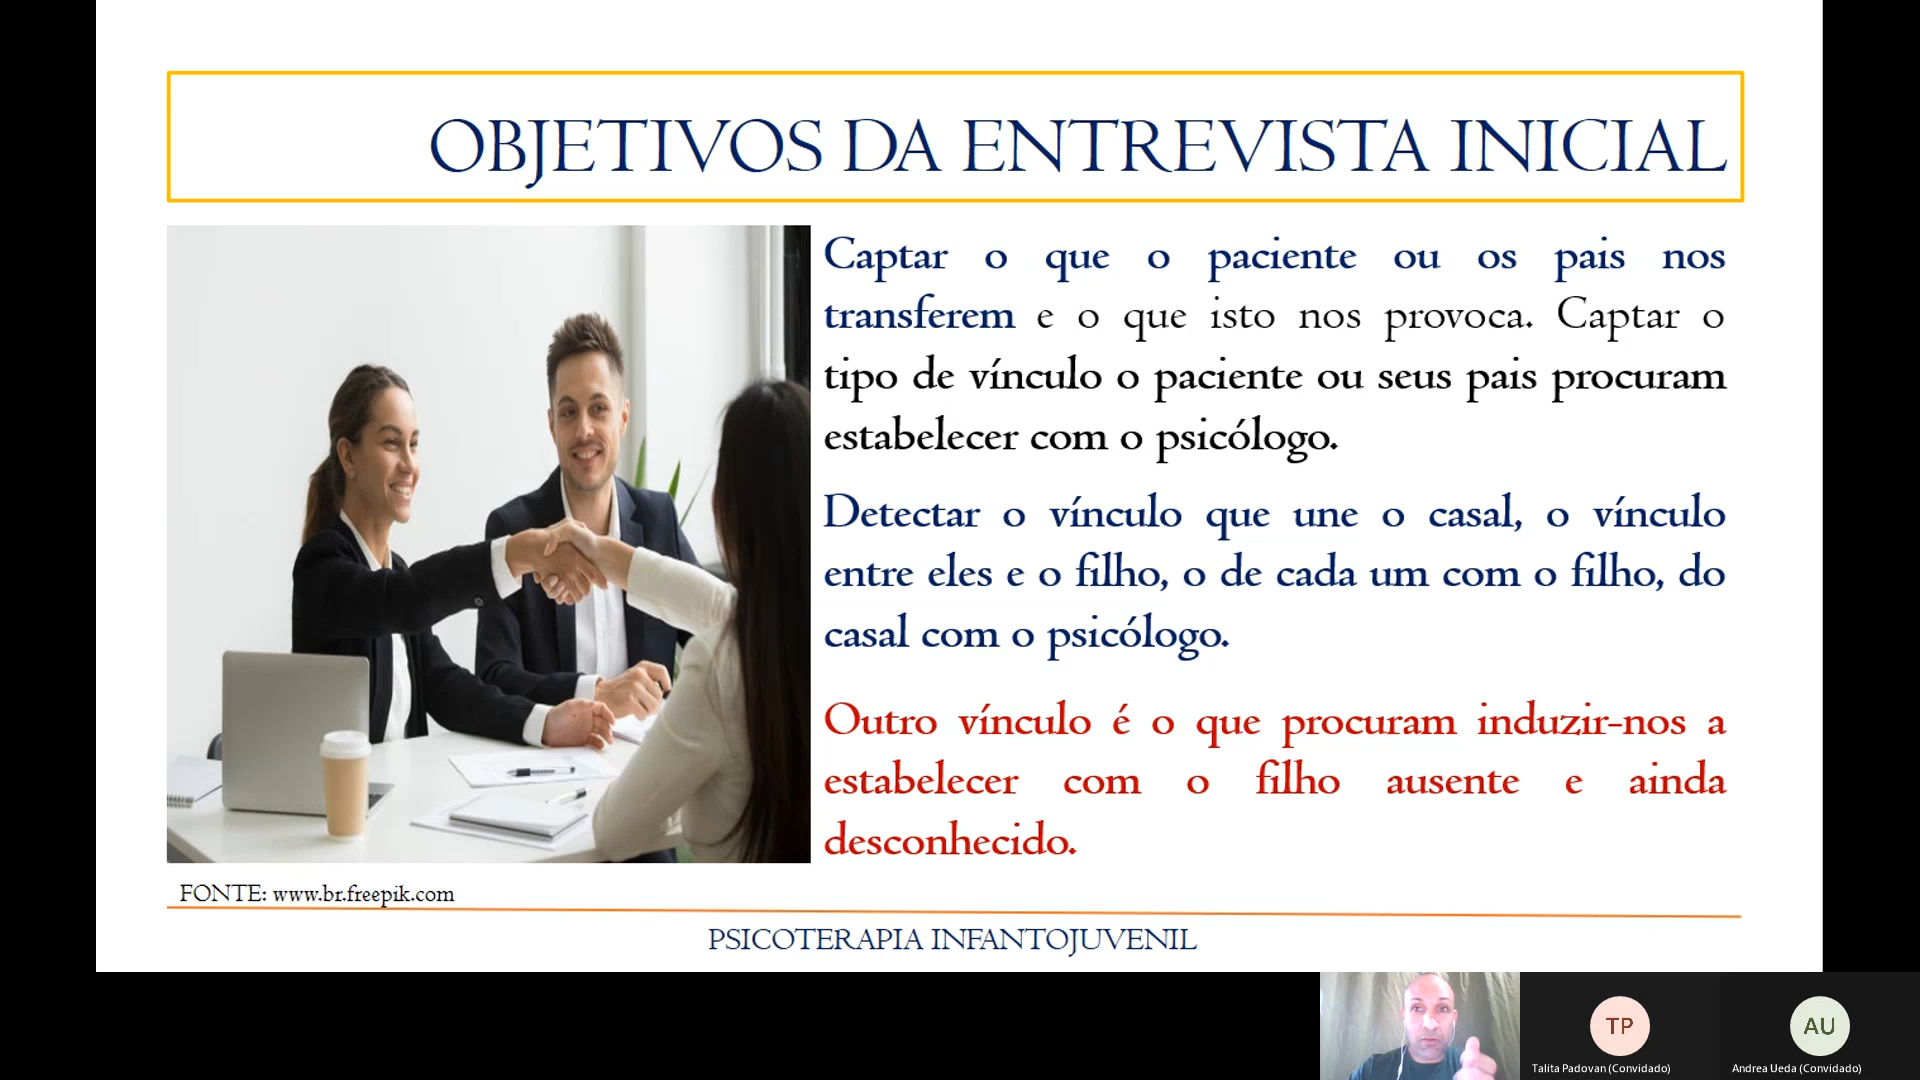 OBJETIVOS DA ENTREVISTA INICIAL
Captar o que o paciente ou os pais nos
transferem e o que isto nos provoca. Captar o
tipo de vínculo o paciente ou seus pais procuram
estabelecer com o psicólogo.
Detectar o vínculo que une o casal, o vínculo
entre eles e o filho, o de cada um com o filho, do
casal com o psicólogo.
Outro vínculo é o que procuram induzir-nos a
estabelecer com o filho ausente e ainda
desconhecido.
FONTE: www.br.freepik.com
PSICOTERAPIA INFANTOJUVENIL
TP
AU
Talita Padovan (Convidado)
Andrea Ueda (Convidado)